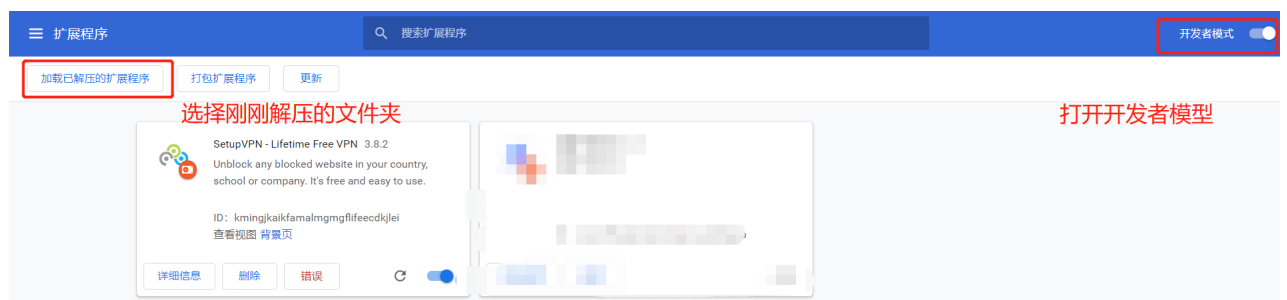 扩展程序
搜索扩展程序
开发者模式
加载已解压的扩展程序
打包扩展程序
更新
选择刚刚解压的文件夹
打开开发者模型
SetupVPN - Lifetime Free VPN 3.8.2
Unblock any blocked website in your country,
school or company. It's free and easy to use.
ID: kmingjkaikfamalmgmgflifeecdkjlei
查看视图 背景页
详细信息
删除
错误